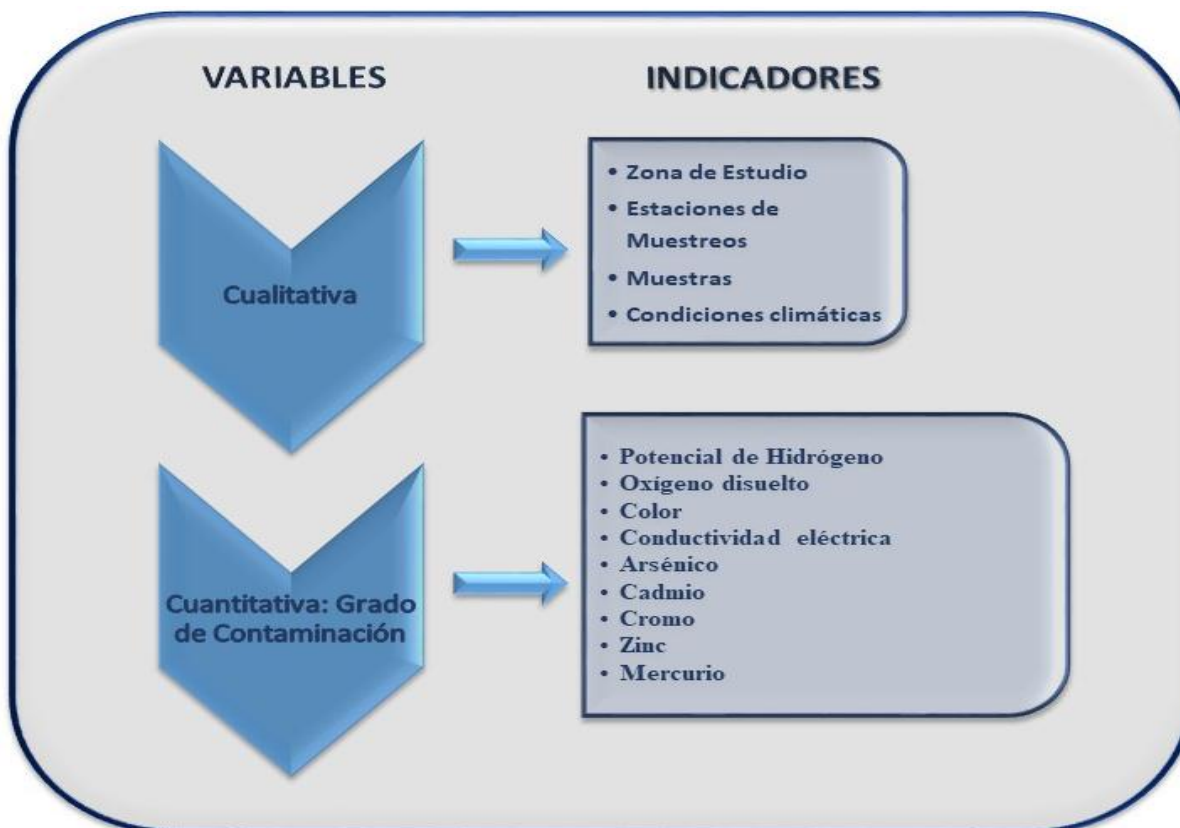 VARIABLES
INDICADORES
Cualitativa
• Zona de Estudio
• Estaciones de
Muestreos
• Muestras
• Condiciones climáticas
Cuantitativa: Grado
de Contaminación
• Potencial de Hidrógeno
• Oxígeno disuelto
• Color
• Conductividad eléctrica
• Arsénico
• Cadmio
• Cromo
• Zinc
• Mercurio